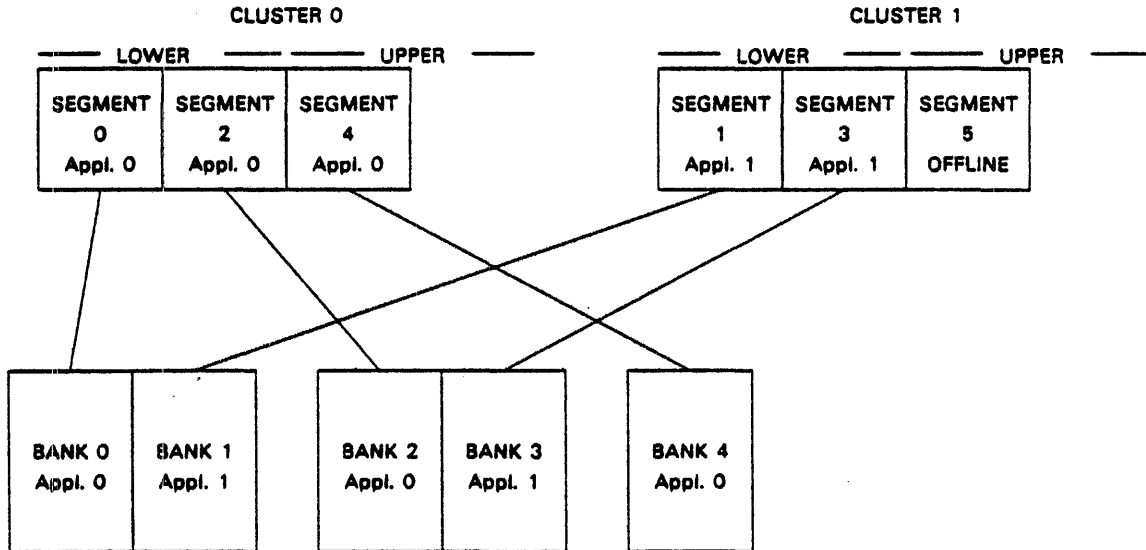 CLUSTER 0
CLUSTER 1
LOWER
UPPER
LOWER
UPPER
SEGMENT
0
Appl. 0
SEGMENT
2
Appl. 0
SEGMENT
4
Appl. 0
SEGMENT
1
Appl. 1
SEGMENT
3
Appl. 1
SEGMENT
5
OFFLINE
BANK 0
Appl. 0
BANK 1
Appl. 1
BANK 2
Appl. 0
BANK 3
Appl. 1
BANK 4
Appl. 0